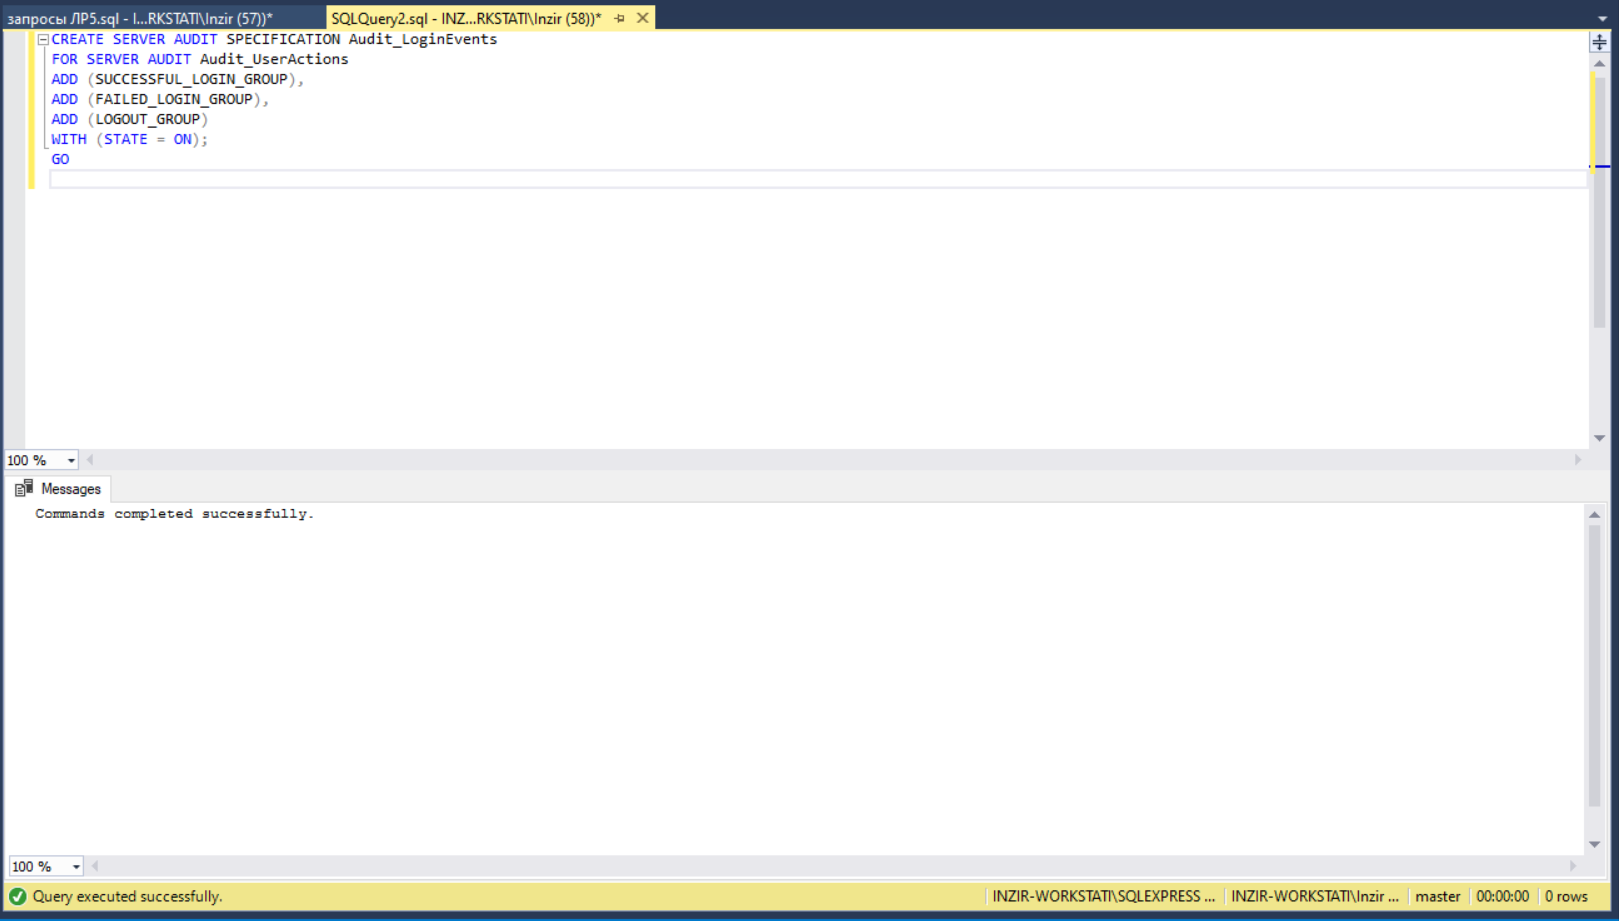 запросы ЛР5.sql - I...RKSTATI\Inzir (57))*
SQLQuery2.sql - INZ...RKSTATI\Inzir (58))*
CREATE SERVER AUDIT SPECIFICATION Audit_LoginEvents
FOR SERVER AUDIT Audit_UserActions
ADD (SUCCESSFUL_LOGIN_GROUP),
ADD (FAILED_LOGIN_GROUP),
ADD (LOGOUT_GROUP)
WITH (STATE = ON);
GO
100 %
Messages
Commands completed successfully.
100 %
Query executed successfully.
INZIR-WORKSTATI\SQLEXPRESS ...
INZIR-WORKSTATI\Inzir ...
master
00:00:00
0 rows